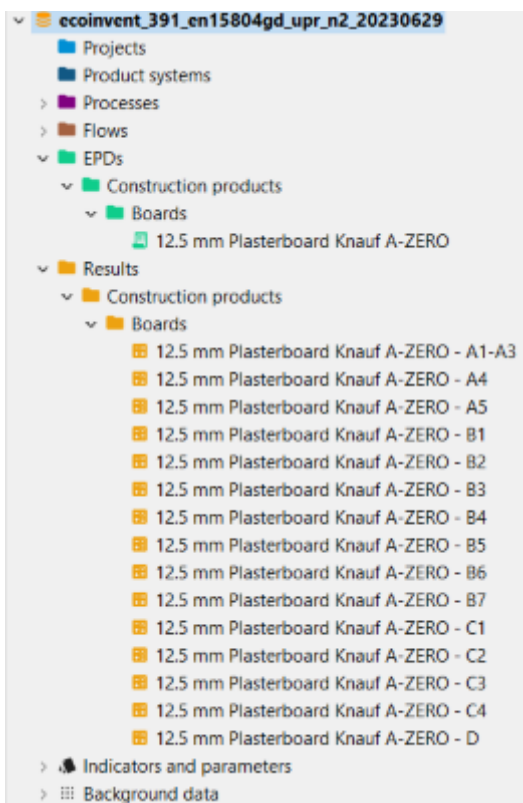 ecoinvent_391_en15804gd_upr_n2_20230629
Projects
Product systems
Processes
Flows
EPDs
Construction products
Boards
12.5 mm Plasterboard Knauf A-ZERO
Results
Construction products
Boards
12.5 mm Plasterboard Knauf A-ZERO - A1-A3
12.5 mm Plasterboard Knauf A-ZERO - A4
12.5 mm Plasterboard Knauf A-ZERO - A5
12.5 mm Plasterboard Knauf A-ZERO - B1
12.5 mm Plasterboard Knauf A-ZERO - B2
12.5 mm Plasterboard Knauf A-ZERO - B3
12.5 mm Plasterboard Knauf A-ZERO - B4
12.5 mm Plasterboard Knauf A-ZERO - B5
12.5 mm Plasterboard Knauf A-ZERO - B6
12.5 mm Plasterboard Knauf A-ZERO - B7
12.5 mm Plasterboard Knauf A-ZERO - C1
12.5 mm Plasterboard Knauf A-ZERO - C2
12.5 mm Plasterboard Knauf A-ZERO - C3
12.5 mm Plasterboard Knauf A-ZERO - C4
12.5 mm Plasterboard Knauf A-ZERO - D
Indicators and parameters
Background data